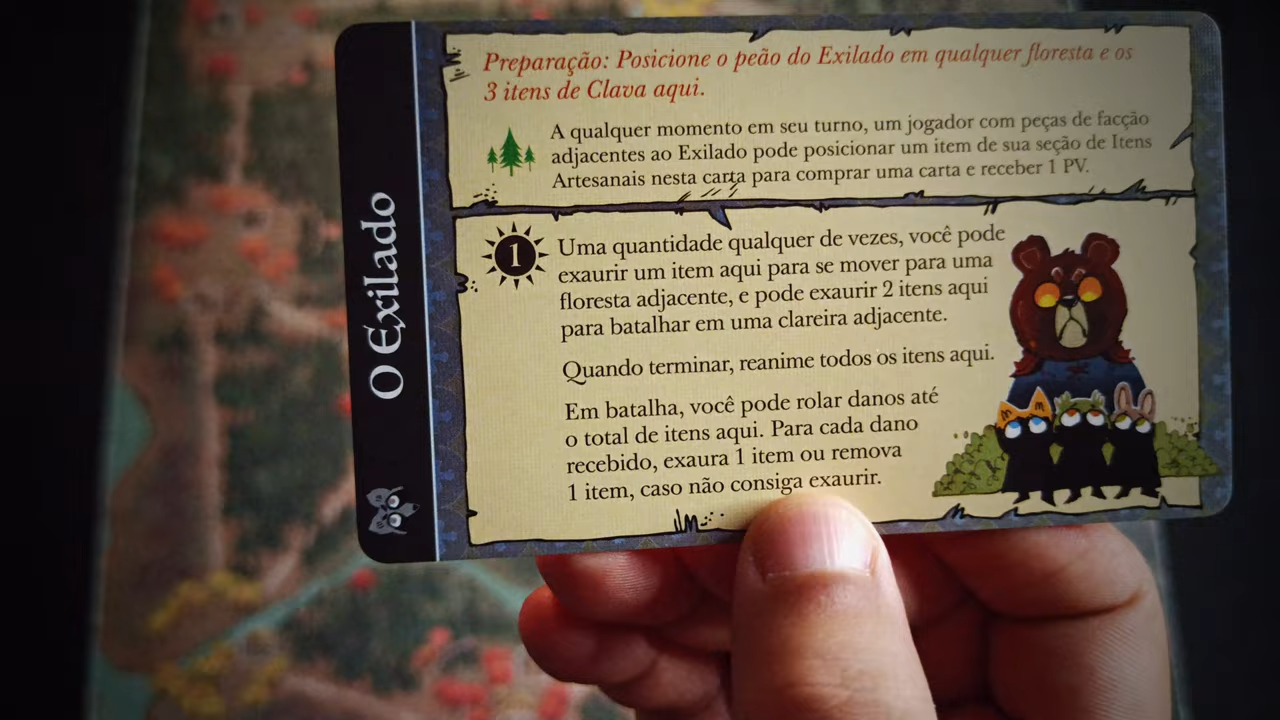 O Exilado
Preparação: Posicione o peão do Exilado em qualquer floresta e os
3 itens de Clava aqui.
A qualquer momento em seu turno, um jogador com peças de facção
adjacentes ao Exilado pode posicionar um item de sua seção de Itens
Artesanais nesta carta para comprar uma carta e receber 1 PV.
1
Uma quantidade qualquer de vezes, você pode
exaurir um item aqui para se mover para uma
floresta adjacente, e pode exaurir 2 itens aqui
para batalhar em uma clareira adjacente.
Quando terminar, reanime todos os itens aqui.
Em batalha, você pode rolar danos até
o total de itens aqui. Para cada dano
recebido, exaura 1 item ou remova
1 item, caso não consiga exaurir.